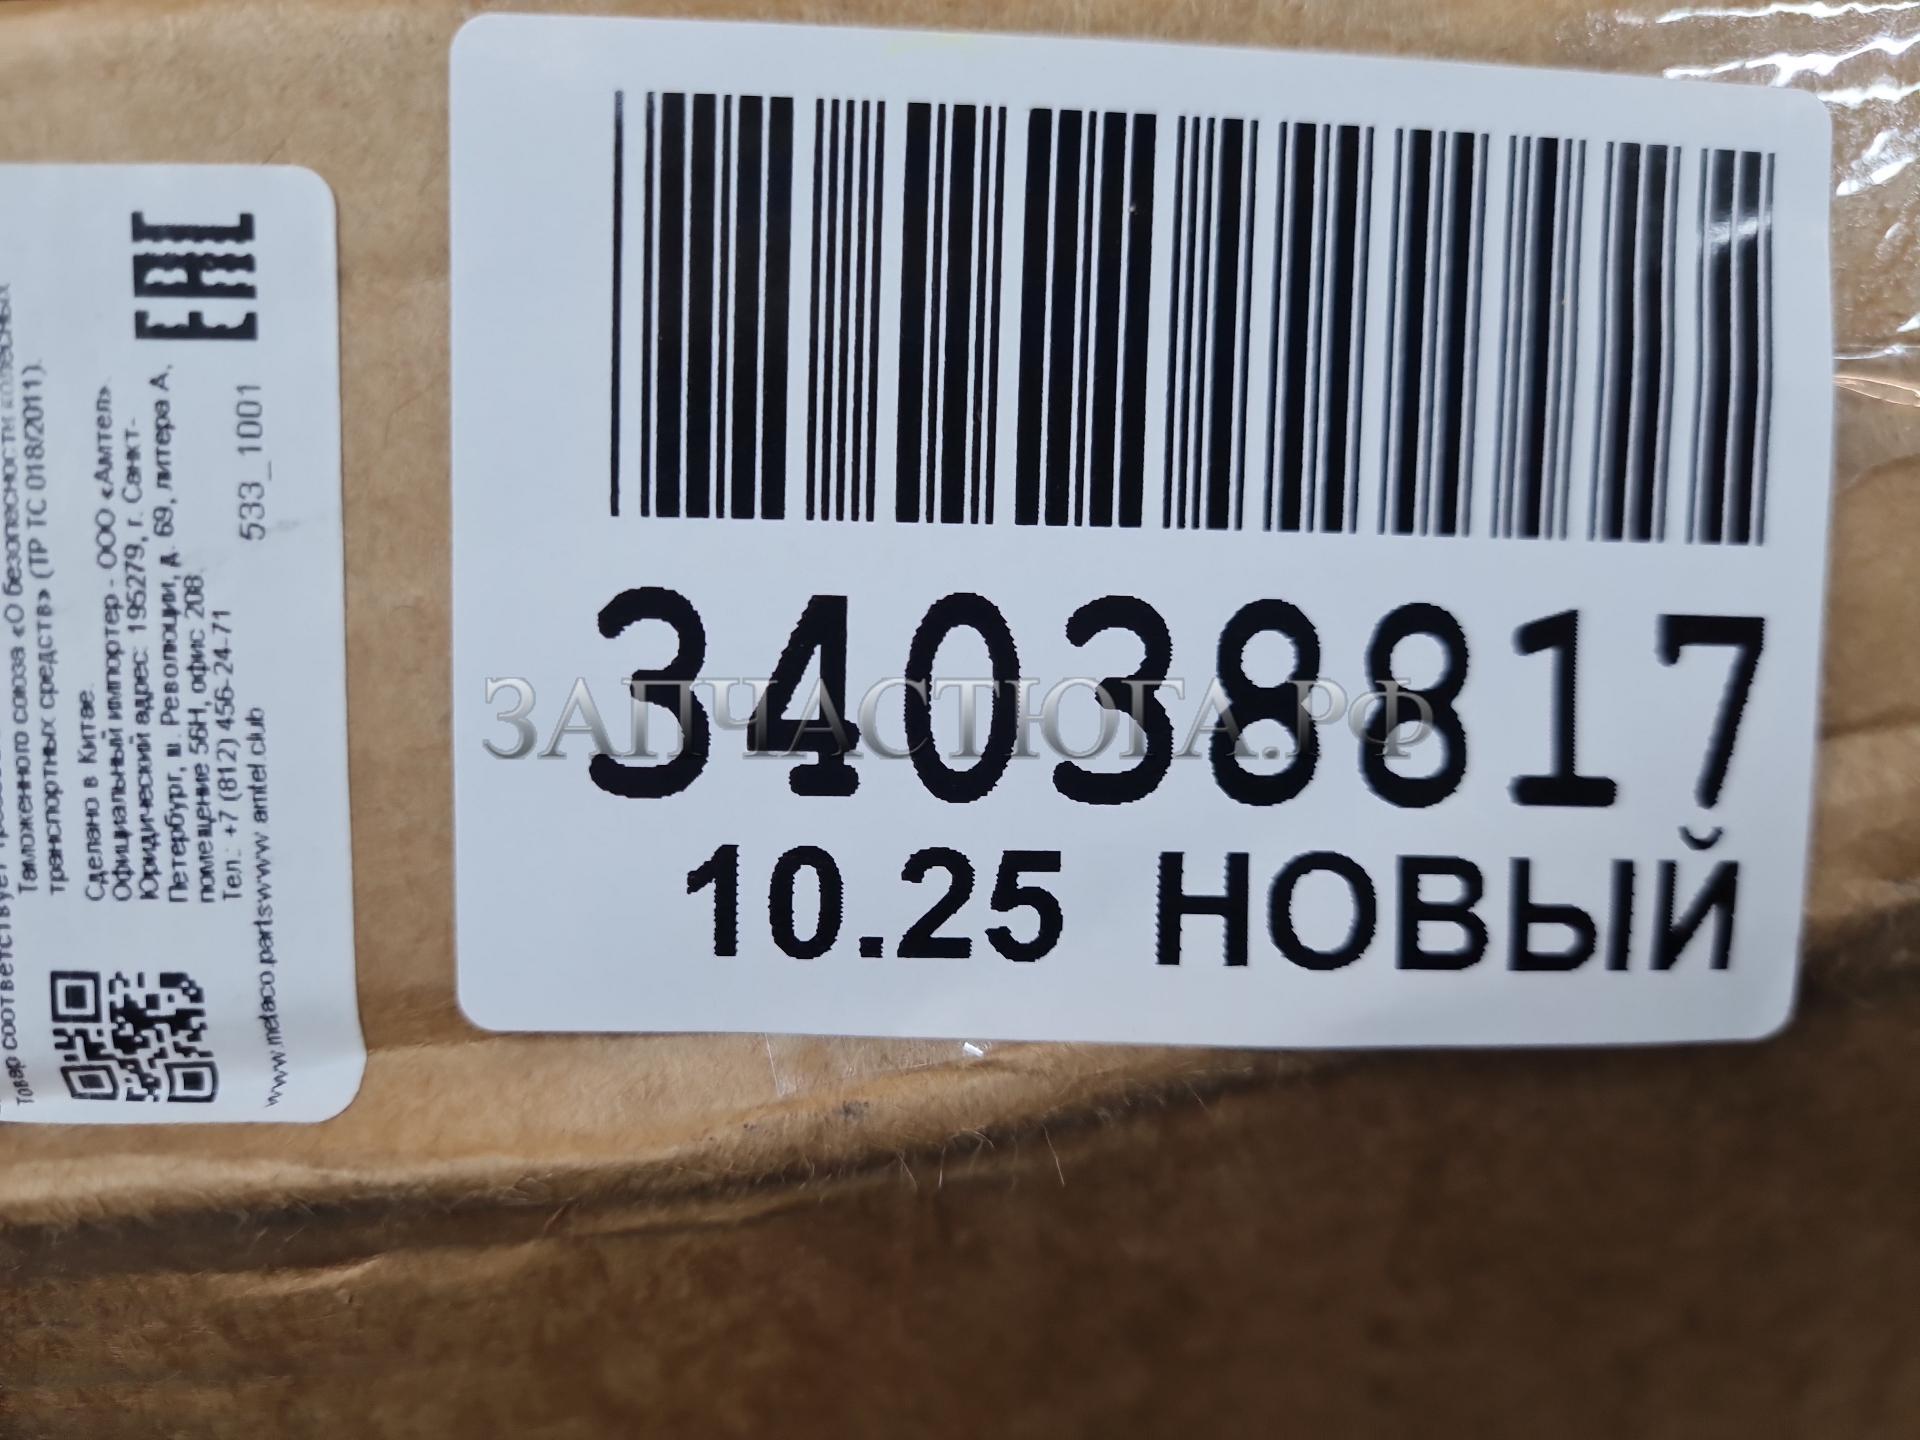 34038817
10.25 НОВЫЙ
ЗАПЧАСТЮГА.РФ
EAC
Товар соответствует
Таможенного союза «О безопасности колесных
транспортных средств» (ТР ТС 018/2011).
Сделано в Китае.
Официальный импортер - ООО «Амтел»
Юридический адрес: 195279, г. Санкт-
Петербург, ш. Революции, д. 69, литера А,
помещение 56Н, офис 208.
Тел.: +7 (812) 456-24-71
533_1001
www.metaco.parts www.amtel.club